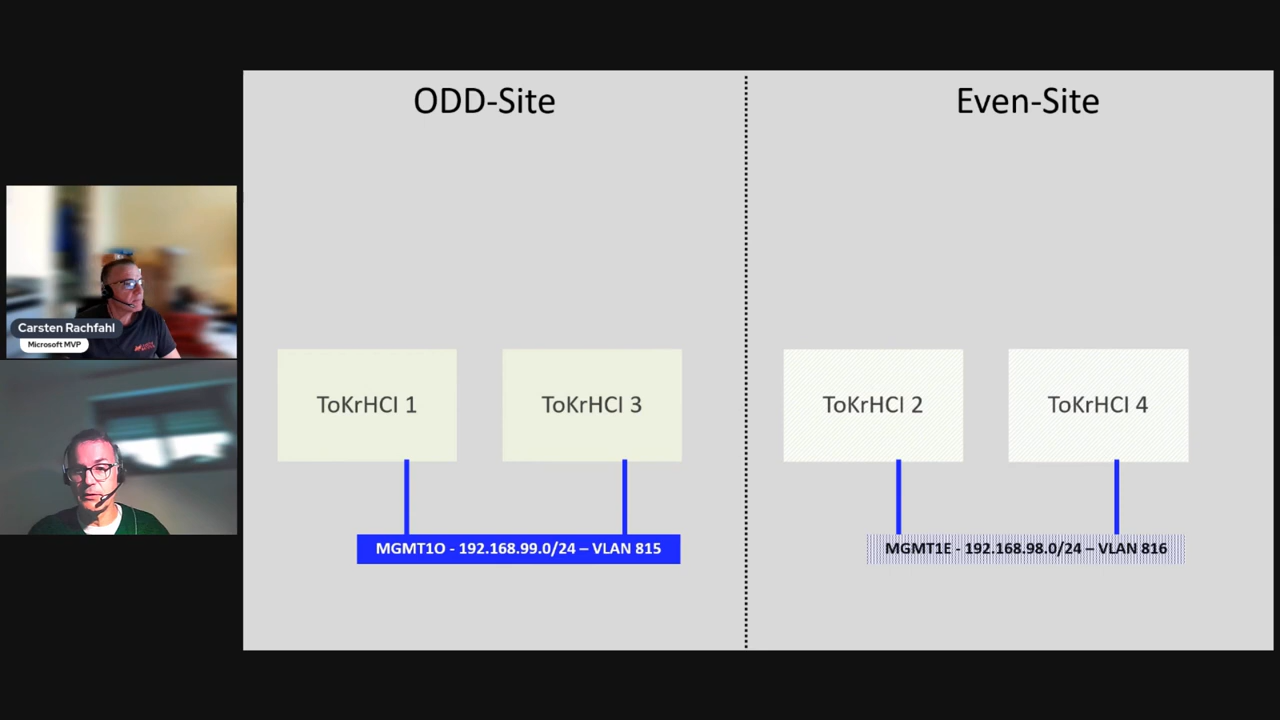 ODD-Site
Even-Site
Carsten Rachfahl
Microsoft MVP
ToKrHCI 1
ToKrHCI 3
ToKrHCI 2
ToKrHCI 4
MGMT1O - 192.168.99.0/24 – VLAN 815
MGMT1E - 192.168.98.0/24 – VLAN 816